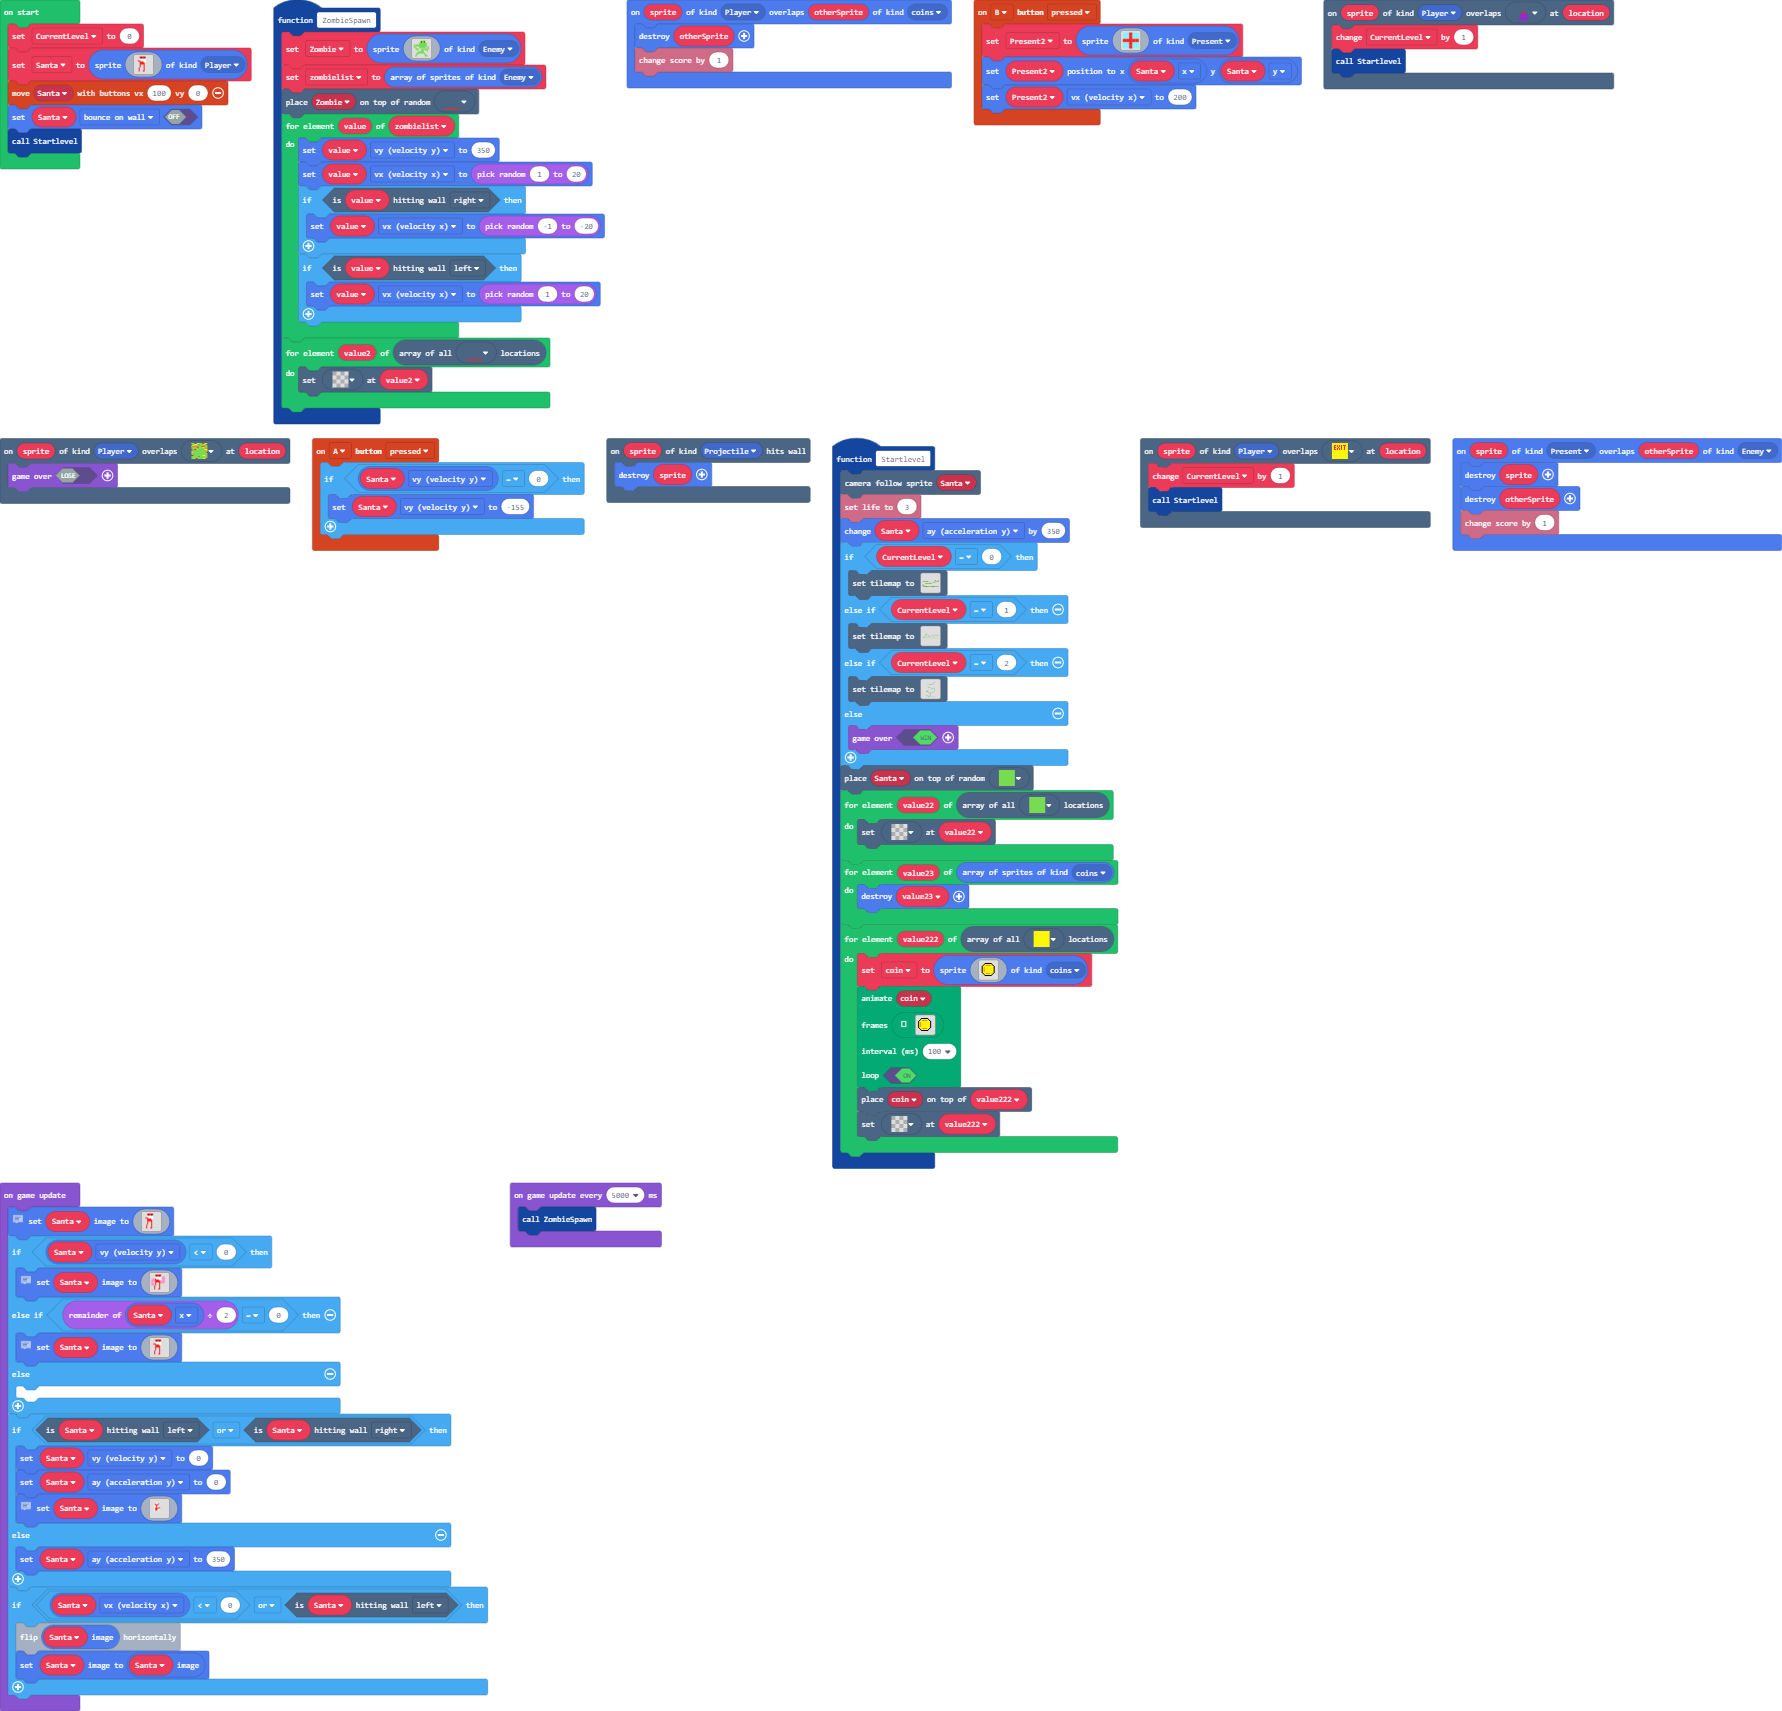 on start
set CurrentLevel to 0
set Santa to sprite of kind Player
move Santa with buttons vx 100 vy 0
set Santa bounce on wall OFF
call Startlevel
function ZombieSpawn
set Zombie to sprite of kind Enemy
set zombielist to array of sprites of kind Enemy
place Zombie on top of random
for element value of zombielist
do
set value vy (velocity y) to 350
set value vx (velocity x) to pick random 1 to 20
if is value hitting wall right then
set value vx (velocity x) to pick random -1 to -20
if is value hitting wall left then
set value vx (velocity x) to pick random 1 to 20
for element value2 of array of all locations
do
set at value2
on sprite of kind Player overlaps otherSprite of kind coins
destroy otherSprite
change score by 1
on B button pressed
set Present2 to sprite of kind Present
set Present2 position to x Santa x y Santa y
set Present2 vx (velocity x) to 200
on sprite of kind Player overlaps at location
change CurrentLevel by 1
call Startlevel
on sprite of kind Player overlaps at location
game over LOSE
on A button pressed
if Santa vy (velocity y) = 0 then
set Santa vy (velocity y) to -155
on sprite of kind Projectile hits wall
destroy sprite
function Startlevel
camera follow sprite Santa
set life to 3
change Santa ay (acceleration y) by 350
if CurrentLevel = 0 then
set tilemap to
else if CurrentLevel = 1 then
set tilemap to
else if CurrentLevel = 2 then
set tilemap to
else
game over WIN
place Santa on top of random
for element value22 of array of all locations
do
set at value22
for element value23 of array of sprites of kind coins
do
destroy value23
for element value222 of array of all locations
do
set coin to sprite of kind coins
animate coin
frames
interval (ms) 100
loop ON
place coin on top of value222
set at value222
on sprite of kind Player overlaps EXIT at location
change CurrentLevel by 1
call Startlevel
on sprite of kind Present overlaps otherSprite of kind Enemy
destroy sprite
destroy otherSprite
change score by 1
on game update
set Santa image to
if Santa vy (velocity y) < 0 then
set Santa image to
else if remainder of Santa x ÷ 2 = 0 then
set Santa image to
else
if is Santa hitting wall left or is Santa hitting wall right then
set Santa vy (velocity y) to 0
set Santa ay (acceleration y) to 0
set Santa image to
else
set Santa ay (acceleration y) to 350
if Santa vx (velocity x) < 0 or is Santa hitting wall left then
flip Santa image horizontally
set Santa image to Santa image
on game update every 5000 ms
call ZombieSpawn